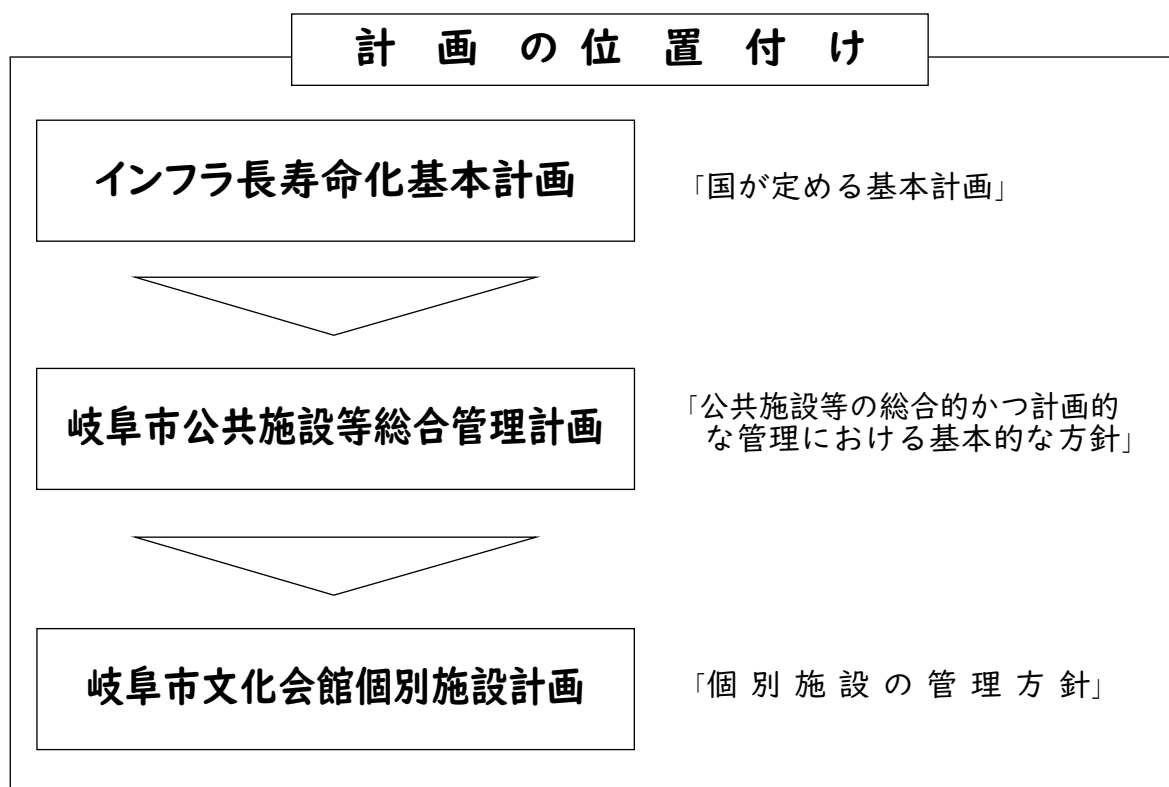 計画の位置付け
インフラ長寿命化基本計画
「国が定める基本計画」
岐阜市公共施設等総合管理計画
「公共施設等の総合的かつ計画的
な管理における基本的な方針」
岐阜市文化会館個別施設計画
「個別施設の管理方針」